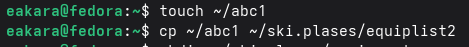 eakara@fedora:~$ touch ~/abc1
eakara@fedora:~$ cp ~/abc1 ~/ski.plases/equiplist2